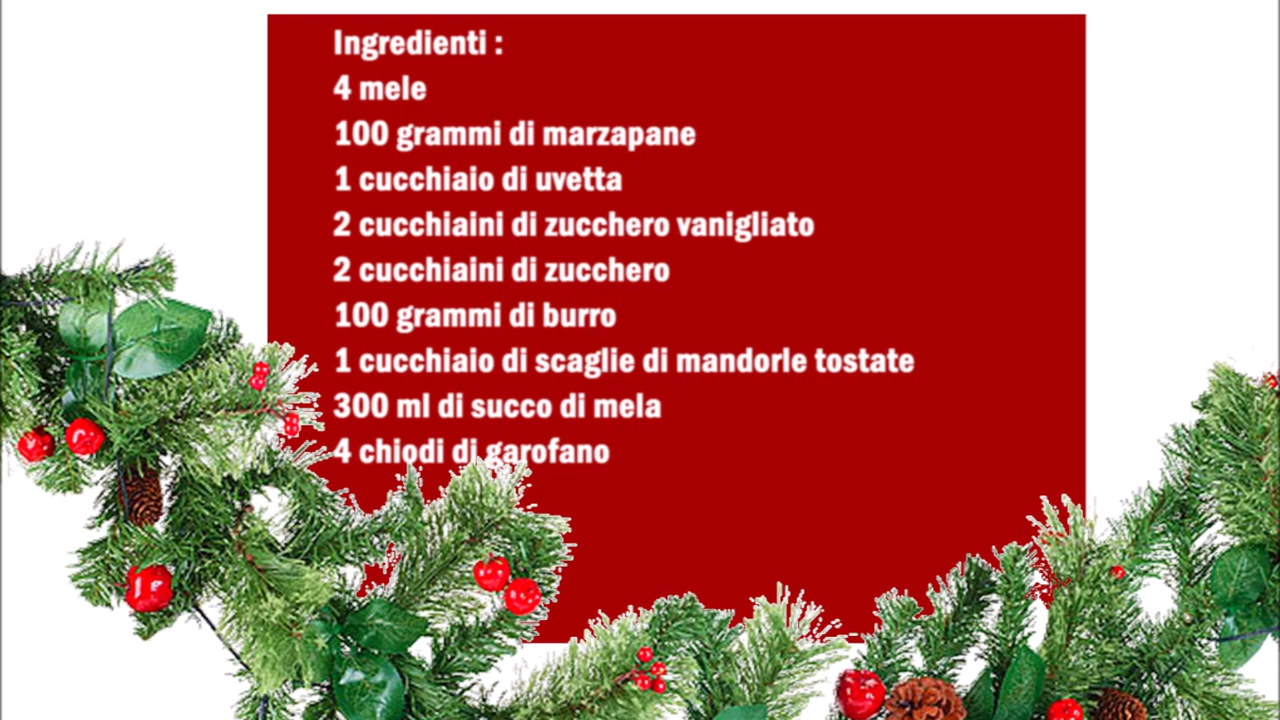 Ingredienti :
4 mele
100 grammi di marzapane
1 cucchiaio di uvetta
2 cucchiaini di zucchero vanigliato
2 cucchiaini di zucchero
100 grammi di burro
1 cucchiaio di scaglie di mandorle tostate
300 ml di succo di mela
4 chiodi di garofano